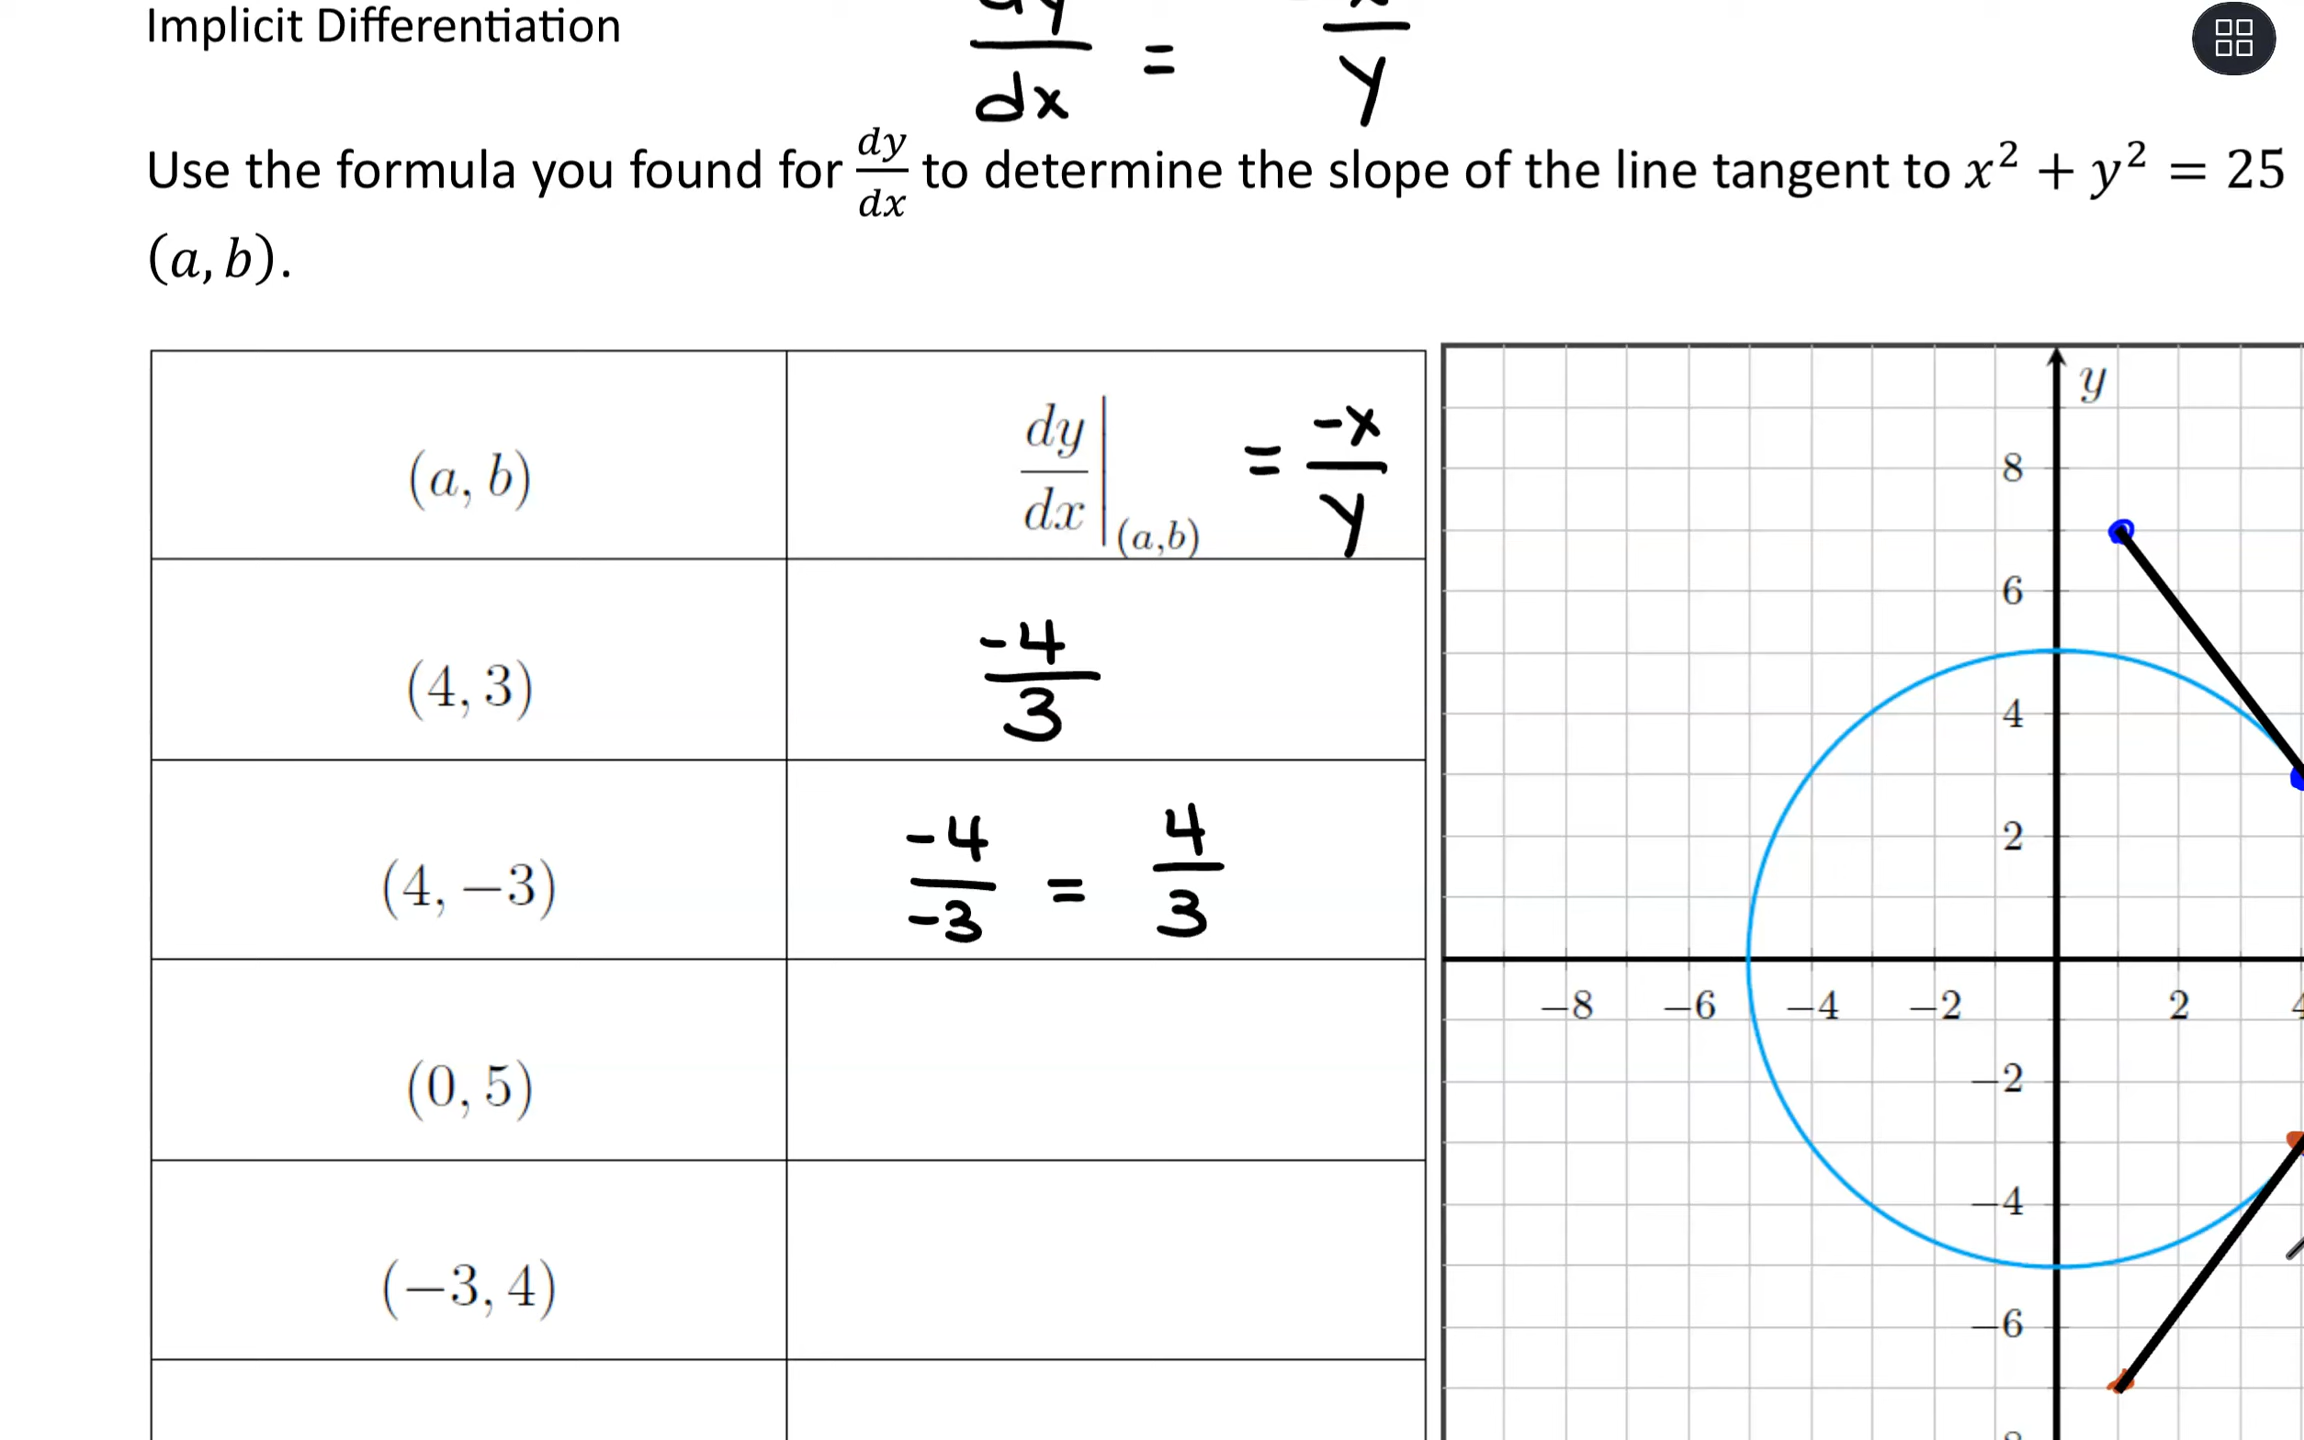 Implicit Differentiation
dy/dx = -x/y
Use the formula you found for dy/dx to determine the slope of the line tangent to x² + y² = 25
(a, b).
(a, b)
dy/dx |(a,b) = -x/y
(4, 3)
-4/3
(4, −3)
-4/-3 = 4/3
(0, 5)
(−3, 4)
y
8
6
4
2
−8 −6 −4 −2 2 4
−2
−4
−6